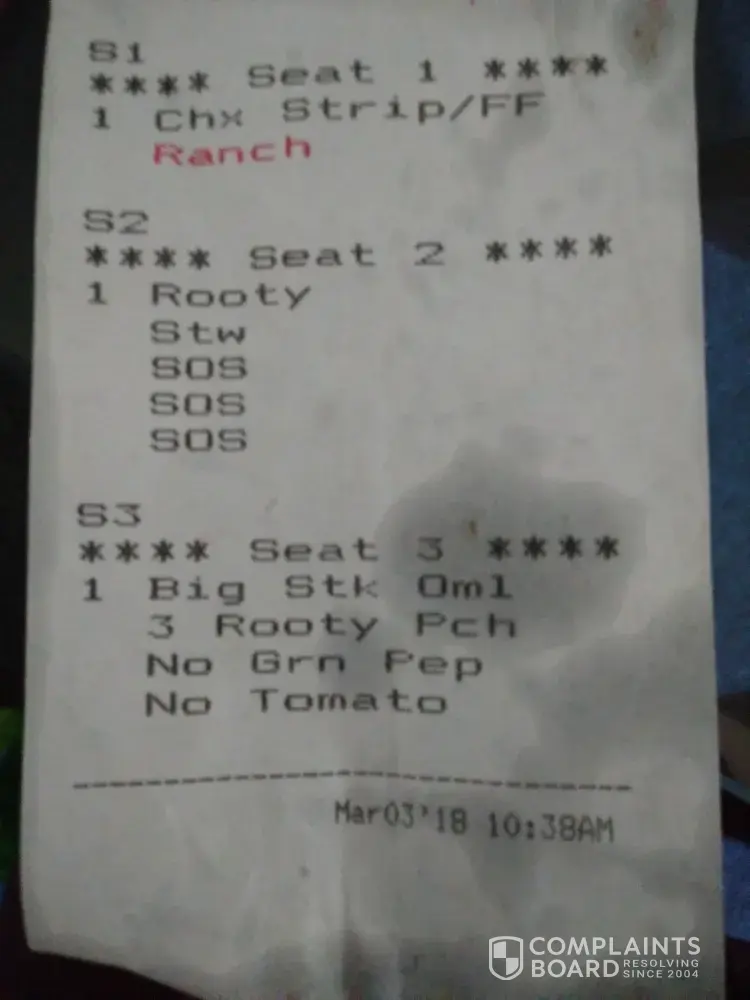 S1
**** Seat 1 ****
1 Chx Strip/FF
Ranch
S2
**** Seat 2 ****
1 Rooty
Stw
SOS
SOS
SOS
S3
**** Seat 3 ****
1 Big Stk Oml
3 Rooty Pch
No Grn Pep
No Tomato
--------------------------------
Mar03'18 10:38AM
COMPLAINTS
BOARD RESOLVING
SINCE 2004